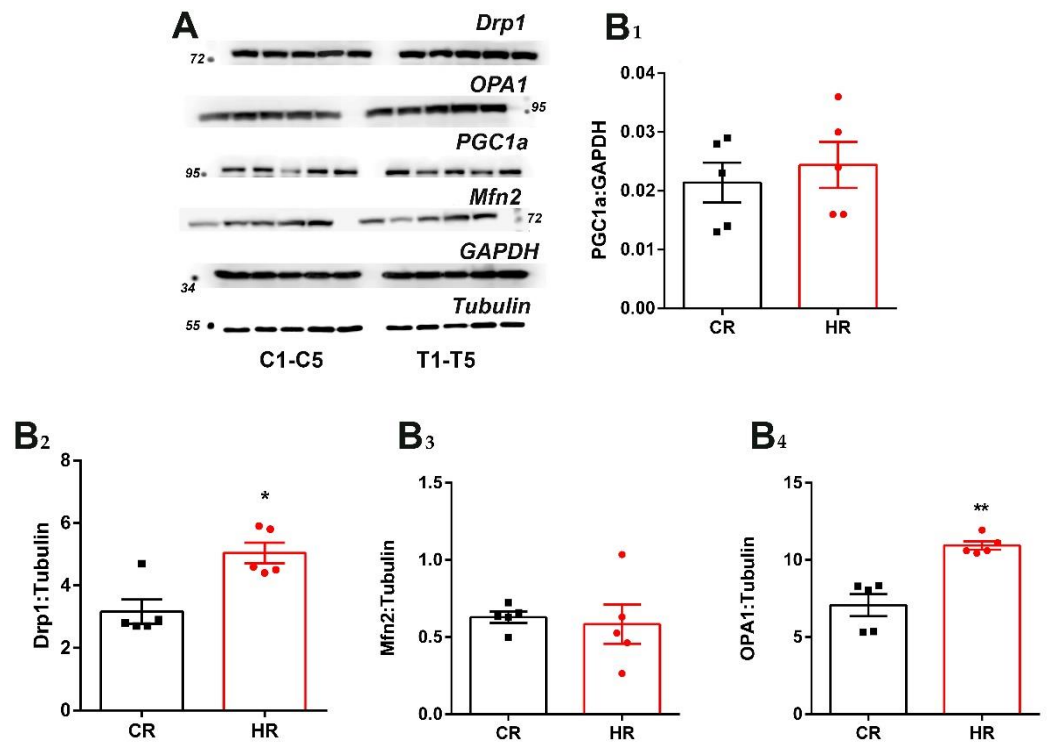 A
Drp1
72
OPA1
95
PGC1a
95
Mfn2
72
GAPDH
34
Tubulin
55
C1-C5 T1-T5
B1
PGC1a:GAPDH
0.04
0.03
0.02
0.01
0.00
CR HR
B2
Drp1:Tubulin
8
6
4
2
0
*
CR HR
B3
Mfn2:Tubulin
1.5
1.0
0.5
0.0
CR HR
B4
OPA1:Tubulin
15
10
5
0
**
CR HR